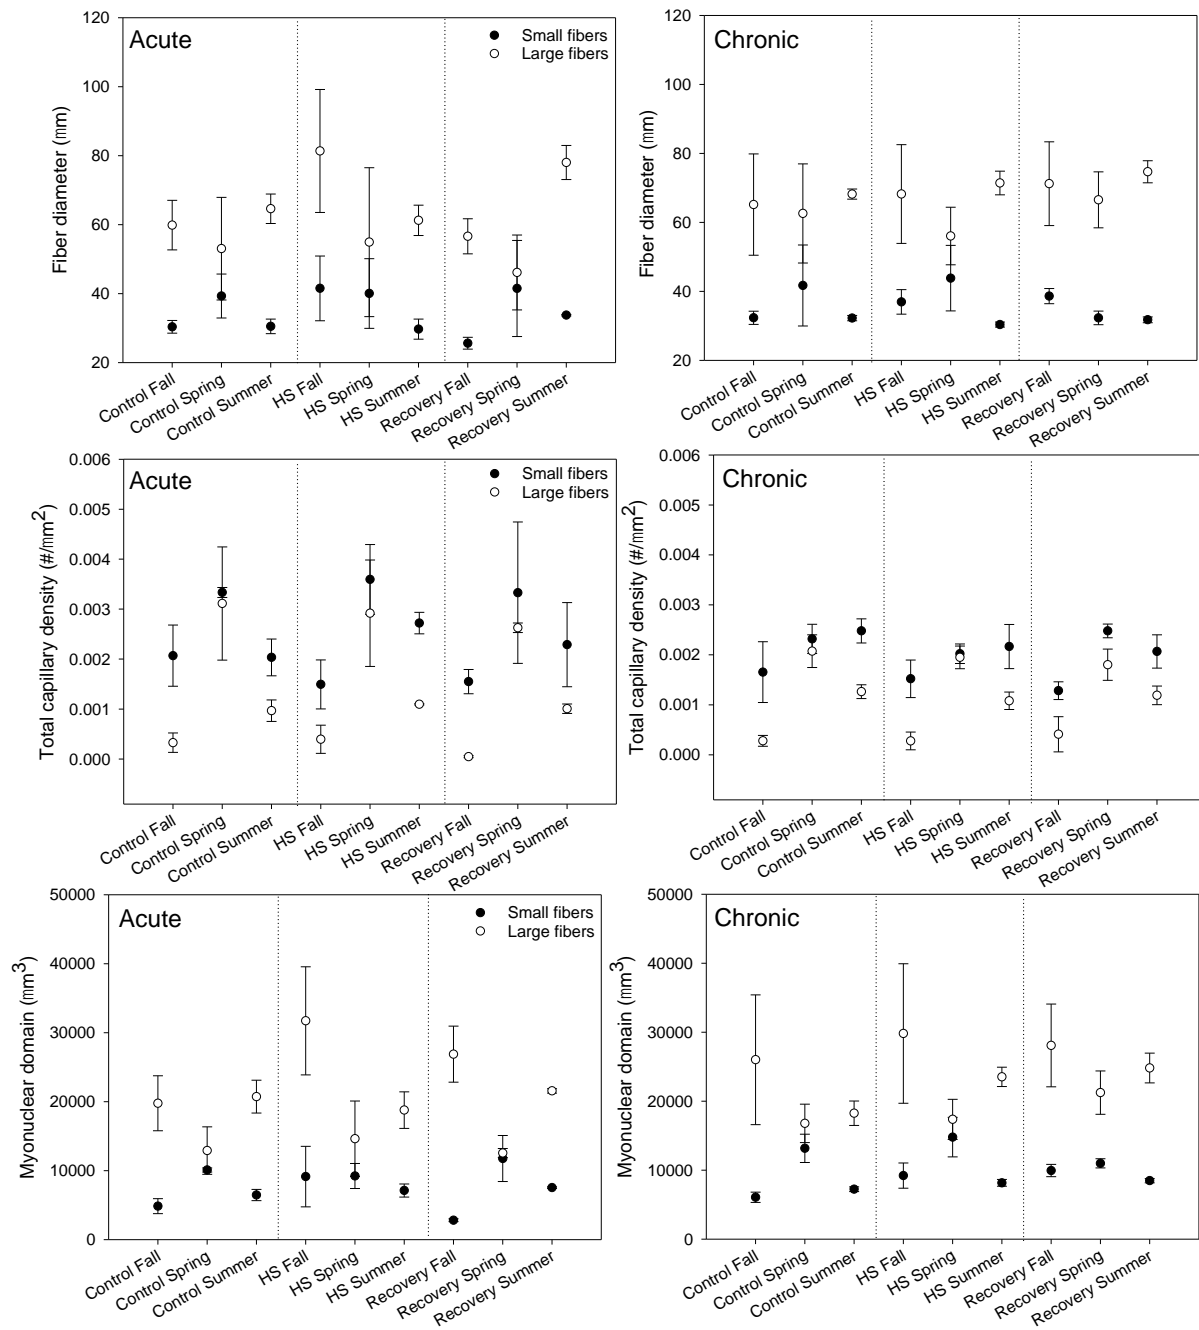 Acute
Small fibers
Large fibers
Fiber diameter (mm)
120
100
80
60
40
20
Control Fall
Control Spring
Control Summer
HS Fall
HS Spring
HS Summer
Recovery Fall
Recovery Spring
Recovery Summer
Chronic
Fiber diameter (mm)
120
100
80
60
40
20
Control Fall
Control Spring
Control Summer
HS Fall
HS Spring
HS Summer
Recovery Fall
Recovery Spring
Recovery Summer
Acute
Small fibers
Large fibers
Total capillary density (#/mm2)
0.006
0.005
0.004
0.003
0.002
0.001
0.000
Control Fall
Control Spring
Control Summer
HS Fall
HS Spring
HS Summer
Recovery Fall
Recovery Spring
Recovery Summer
Chronic
Total capillary density (#/mm2)
0.006
0.005
0.004
0.003
0.002
0.001
0.000
Control Fall
Control Spring
Control Summer
HS Fall
HS Spring
HS Summer
Recovery Fall
Recovery Spring
Recovery Summer
Acute
Small fibers
Large fibers
Myonuclear domain (mm3)
50000
40000
30000
20000
10000
0
Control Fall
Control Spring
Control Summer
HS Fall
HS Spring
HS Summer
Recovery Fall
Recovery Spring
Recovery Summer
Chronic
Myonuclear domain (mm3)
50000
40000
30000
20000
10000
0
Control Fall
Control Spring
Control Summer
HS Fall
HS Spring
HS Summer
Recovery Fall
Recovery Spring
Recovery Summer